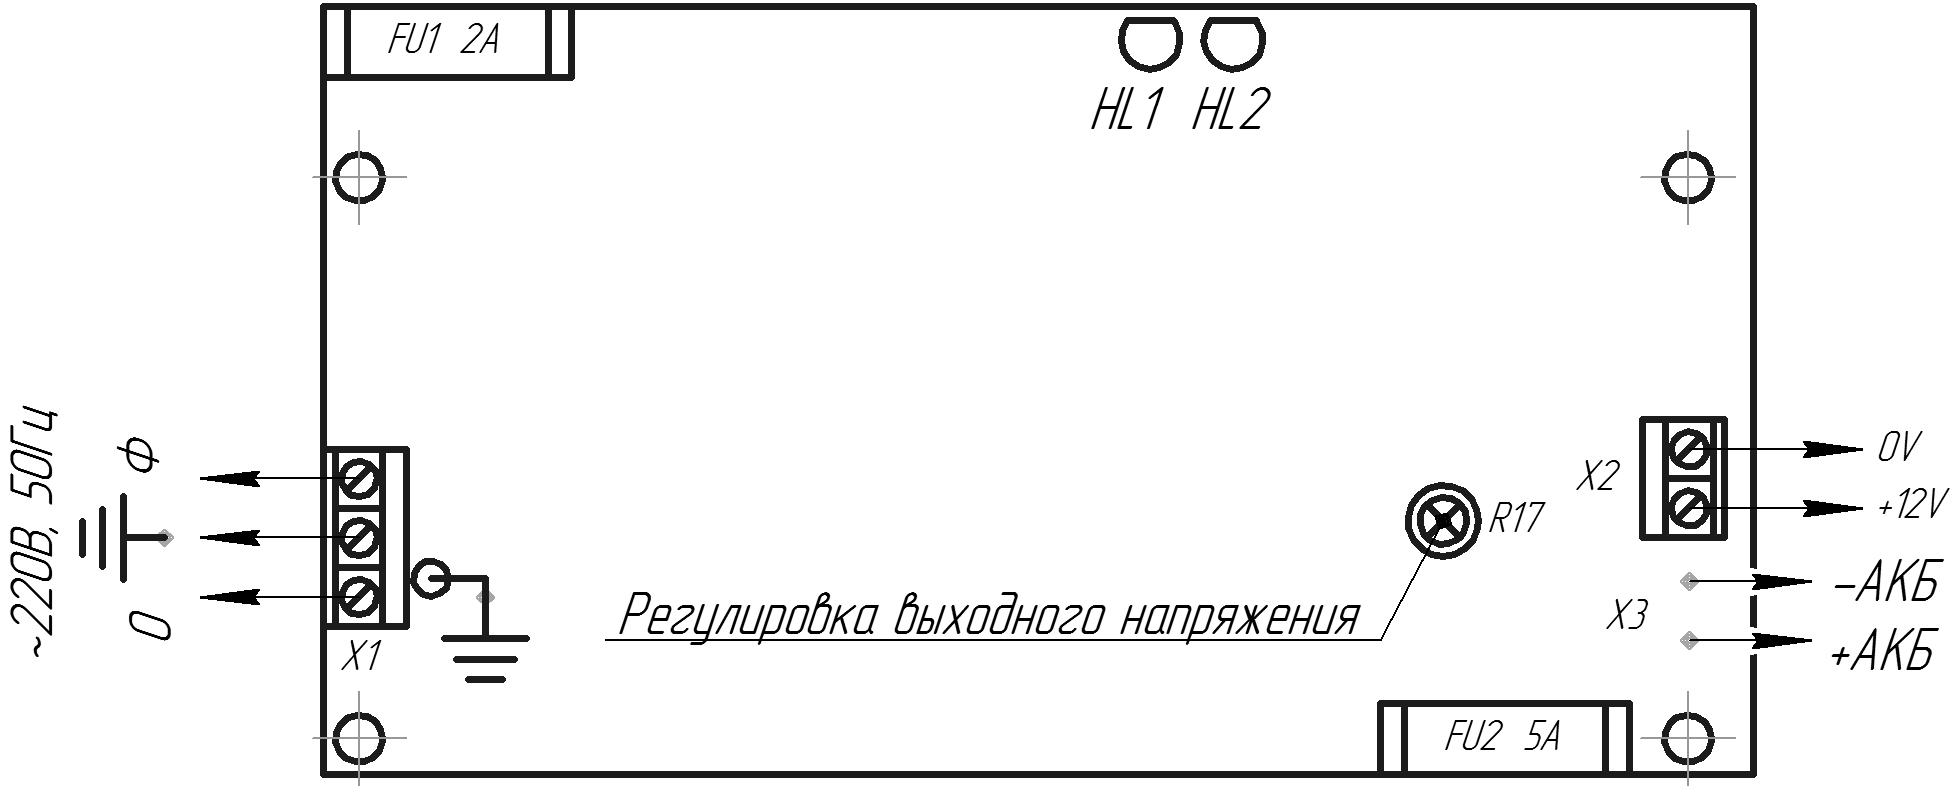 FU1 2A
HL1 HL2
~220В, 50Гц
Ф
0
X1
Регулировка выходного напряжения
R17
X2
0V
+12V
X3
-АКБ
+АКБ
FU2 5A